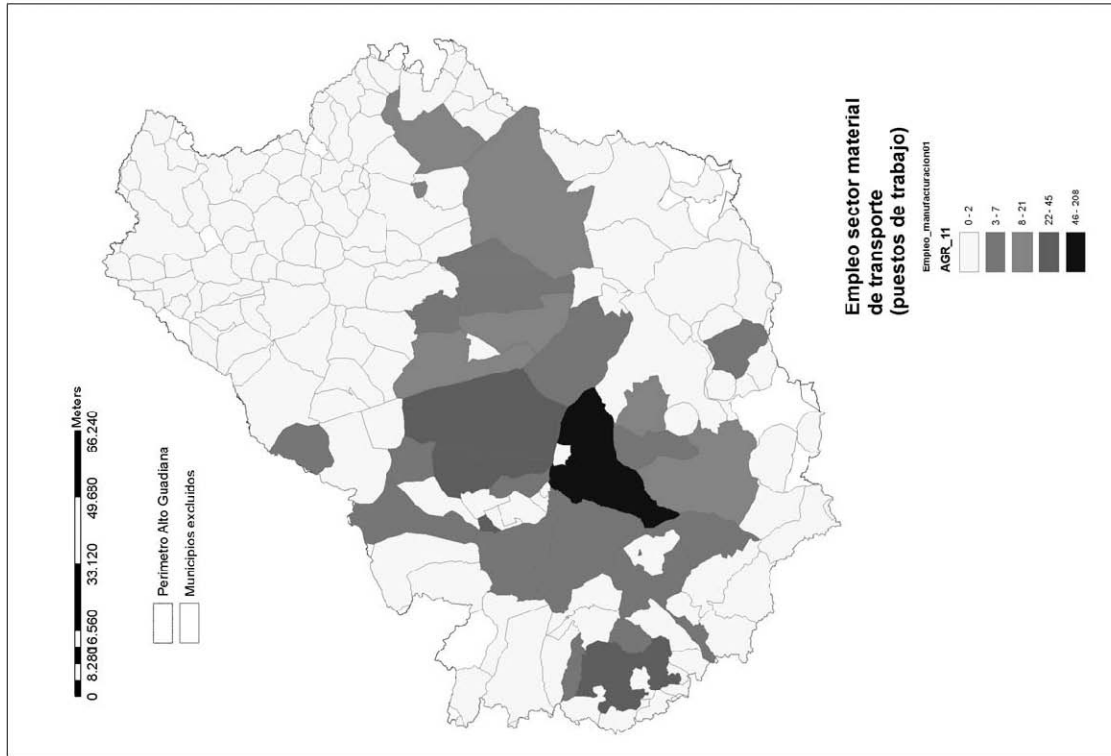 Meters
0 8.280 16.560 33.120 49.680 66.240
Perímetro Alto Guadiana
Municipios excluidos
Empleo sector material
de transporte
(puestos de trabajo)
Empleo_manufacturacion01
AGR_11
0 - 2
3 - 7
8 - 21
22 - 45
46 - 208